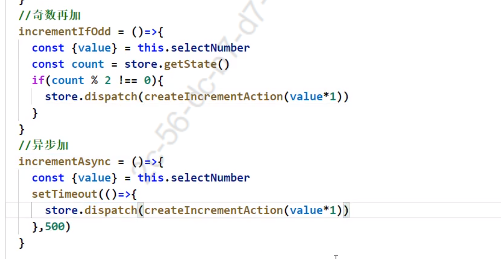 }
//奇数再加
incrementIfOdd = ()=>{
const {value} = this.selectNumber
const count = store.getState()
if(count % 2 !== 0){
store.dispatch(createIncrementAction(value*1))
}
}
//异步加
incrementAsync = ()=>{
const {value} = this.selectNumber
setTimeout(()=>{
store.dispatch(createIncrementAction(value*1))
},500)
}